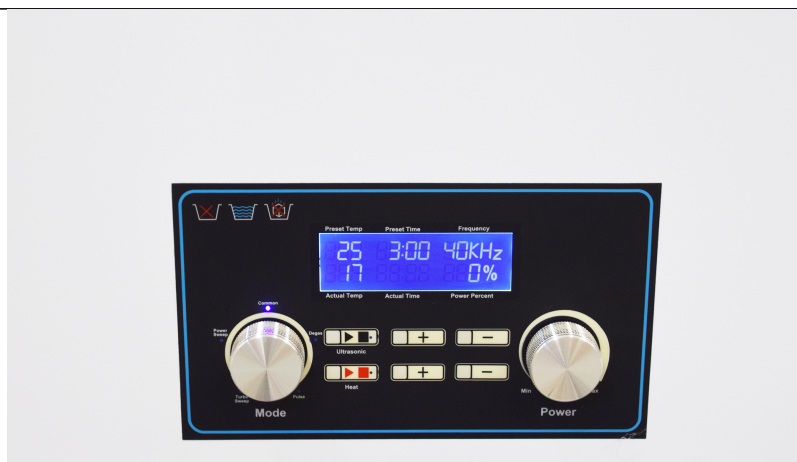 Preset Temp Preset Time Frequency
25 3:00 40KHz
17 0%
Actual Temp Actual Time Power Percent
Common
Power
Sweep
Degas
Turbo
Sweep
Pulse
Mode
Ultrasonic
+ −
Heat
+ −
Min
Power